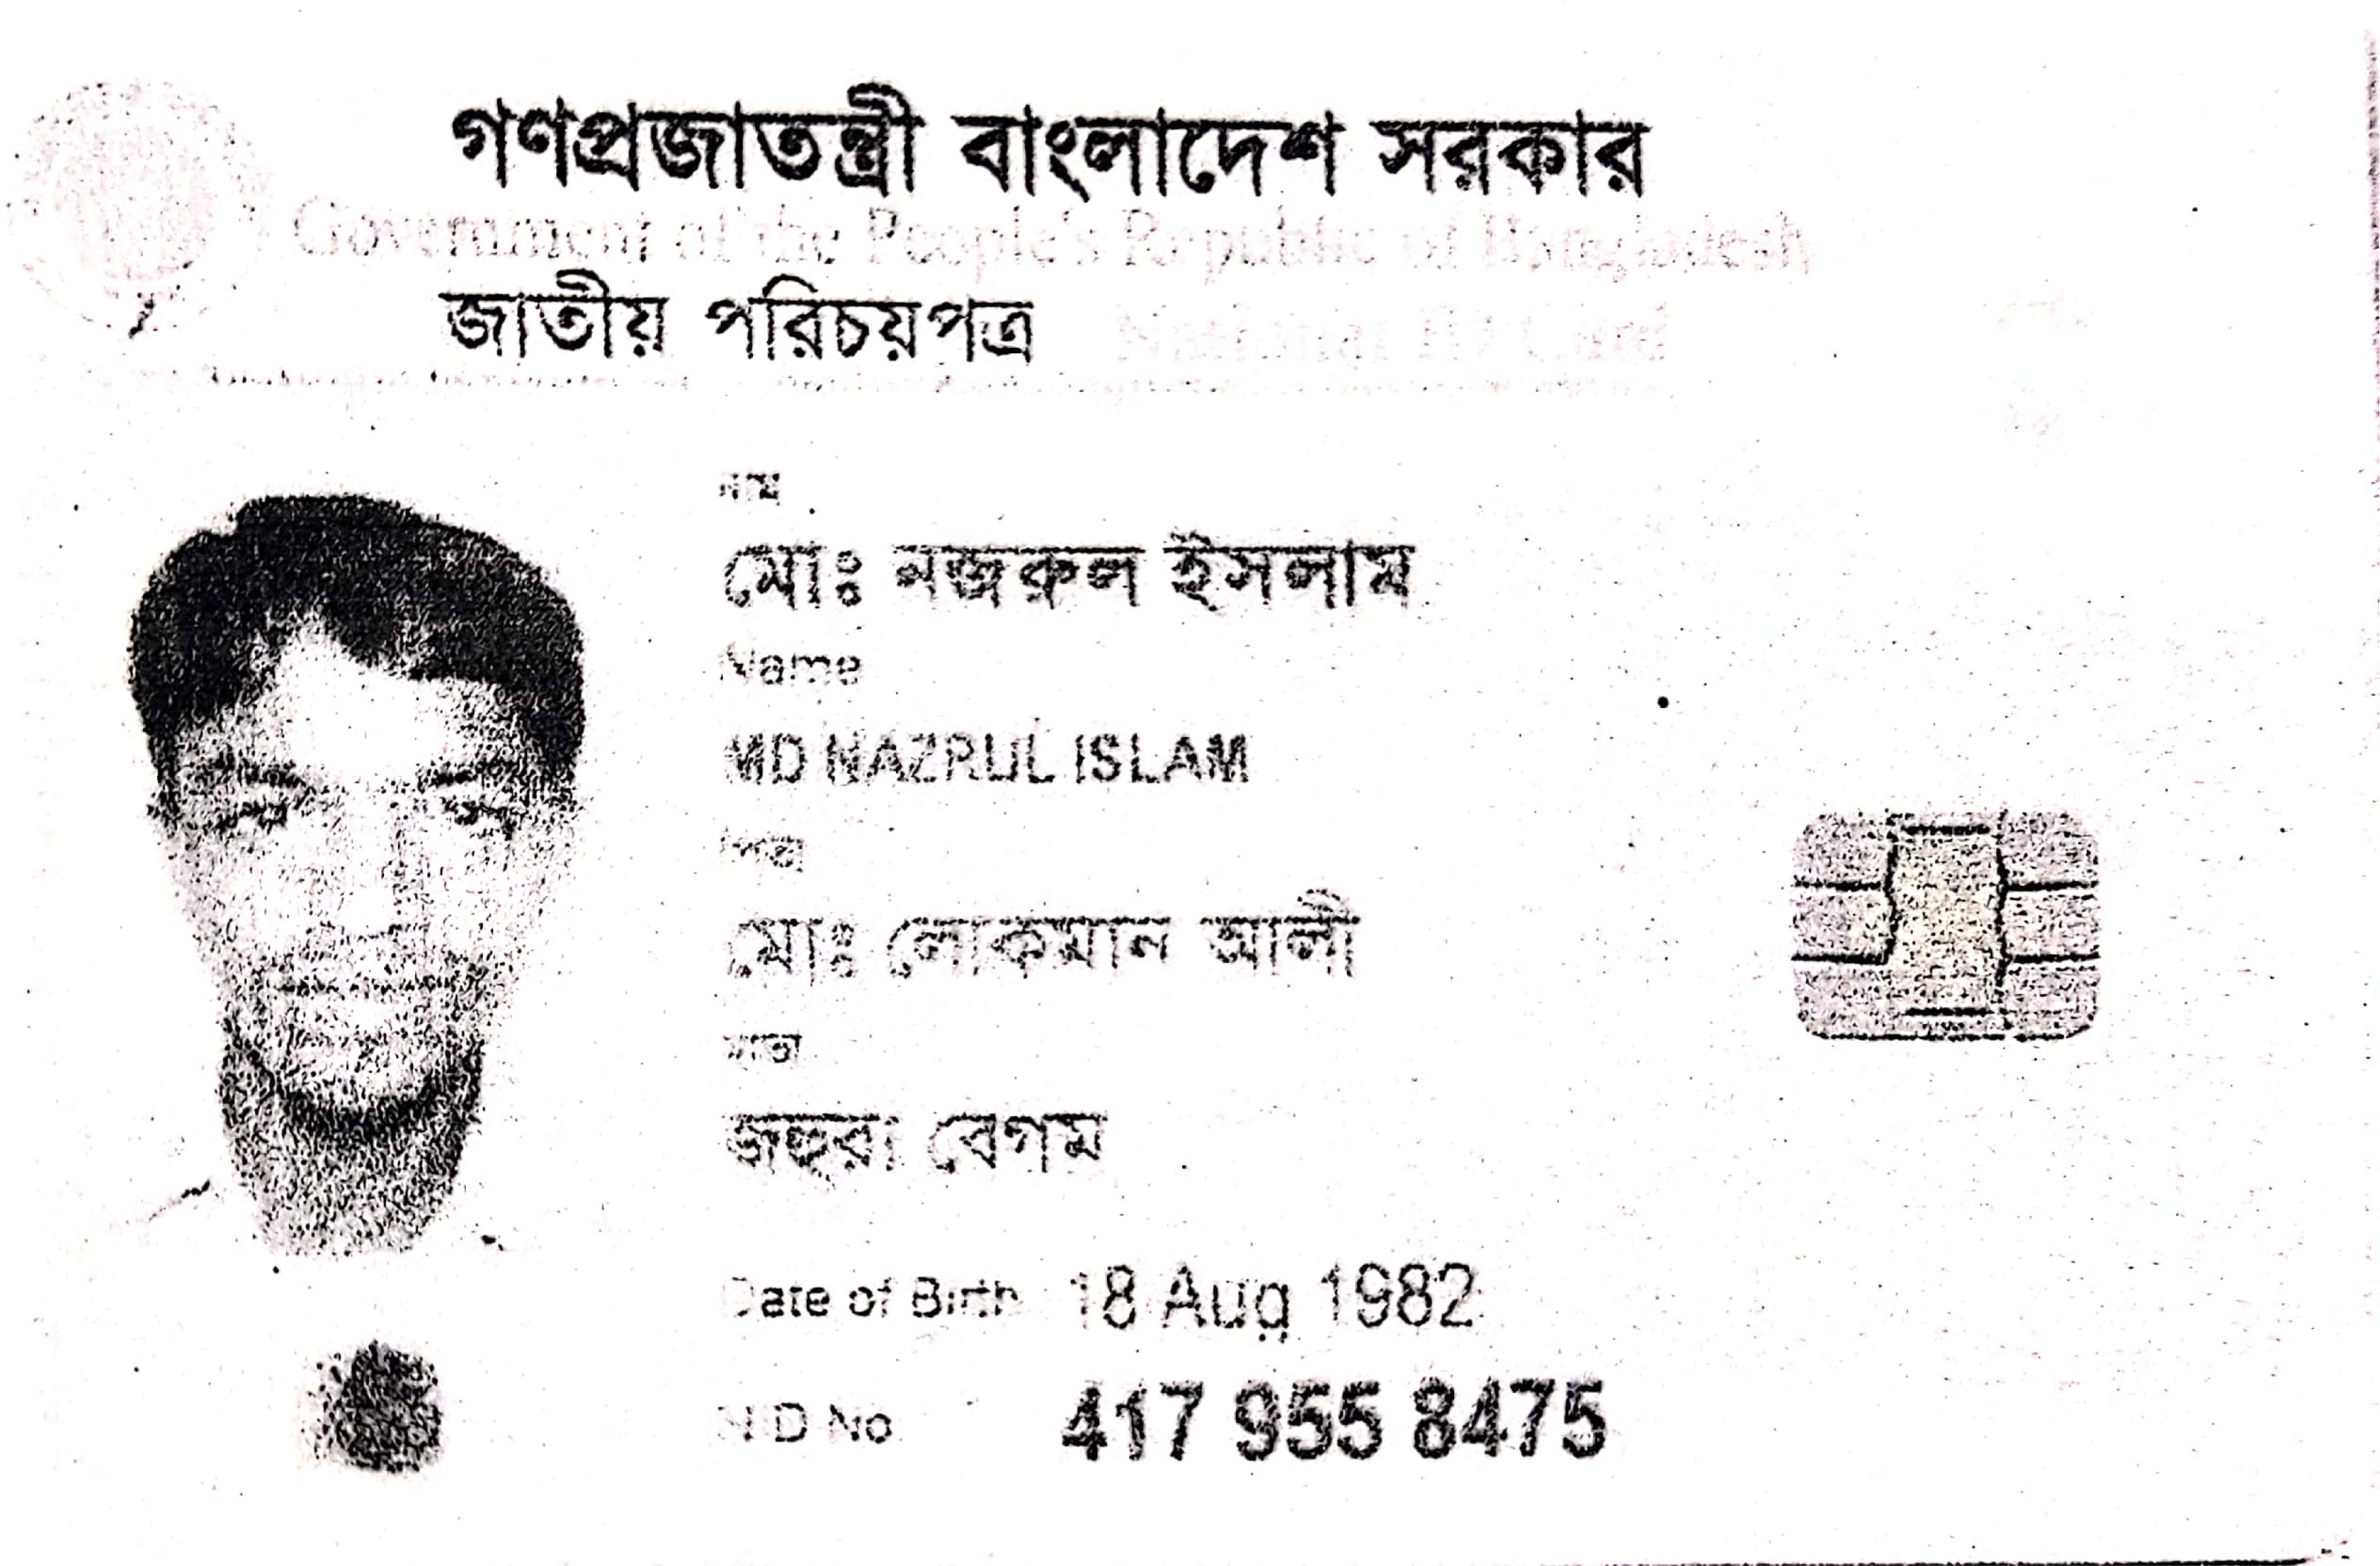 গণপ্রজাতন্ত্রী বাংলাদেশ সরকার
Government of the People's Republic of Bangladesh
জাতীয় পরিচয়পত্র National ID Card
নাম
মোঃ নজরুল ইসলাম
Name
MD NAZRUL ISLAM
পিতা
মোঃ লোকমান আলী
মাতা
জহুরা বেগম
Date of Birth 18 Aug 1982
NID No 417 955 8475